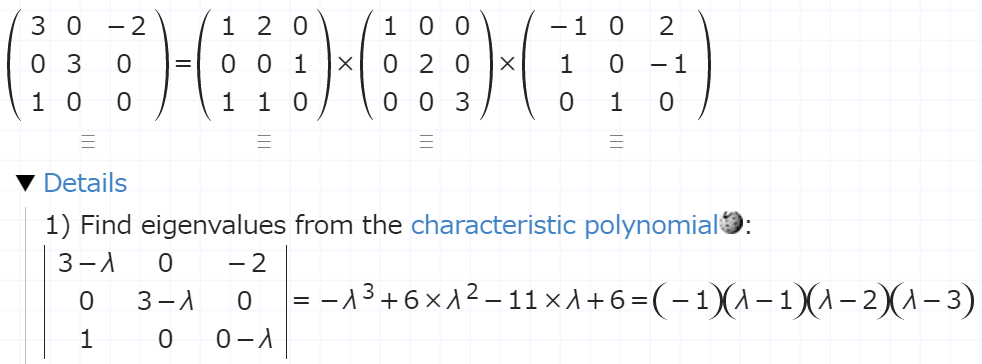 ( 3 0 −2 ) = ( 1 2 0 ) × ( 1 0 0 ) × ( −1 0 2 )
( 0 3 0 ) ( 0 0 1 ) ( 0 2 0 ) ( 1 0 −1 )
( 1 0 0 ) ( 1 1 0 ) ( 0 0 3 ) ( 0 1 0 )
▼ Details
1) Find eigenvalues from the characteristic polynomial:
| 3−λ 0 −2 |
| 0 3−λ 0 | = −λ³+6×λ²−11×λ+6=(−1)(λ−1)(λ−2)(λ−3)
| 1 0 0−λ |